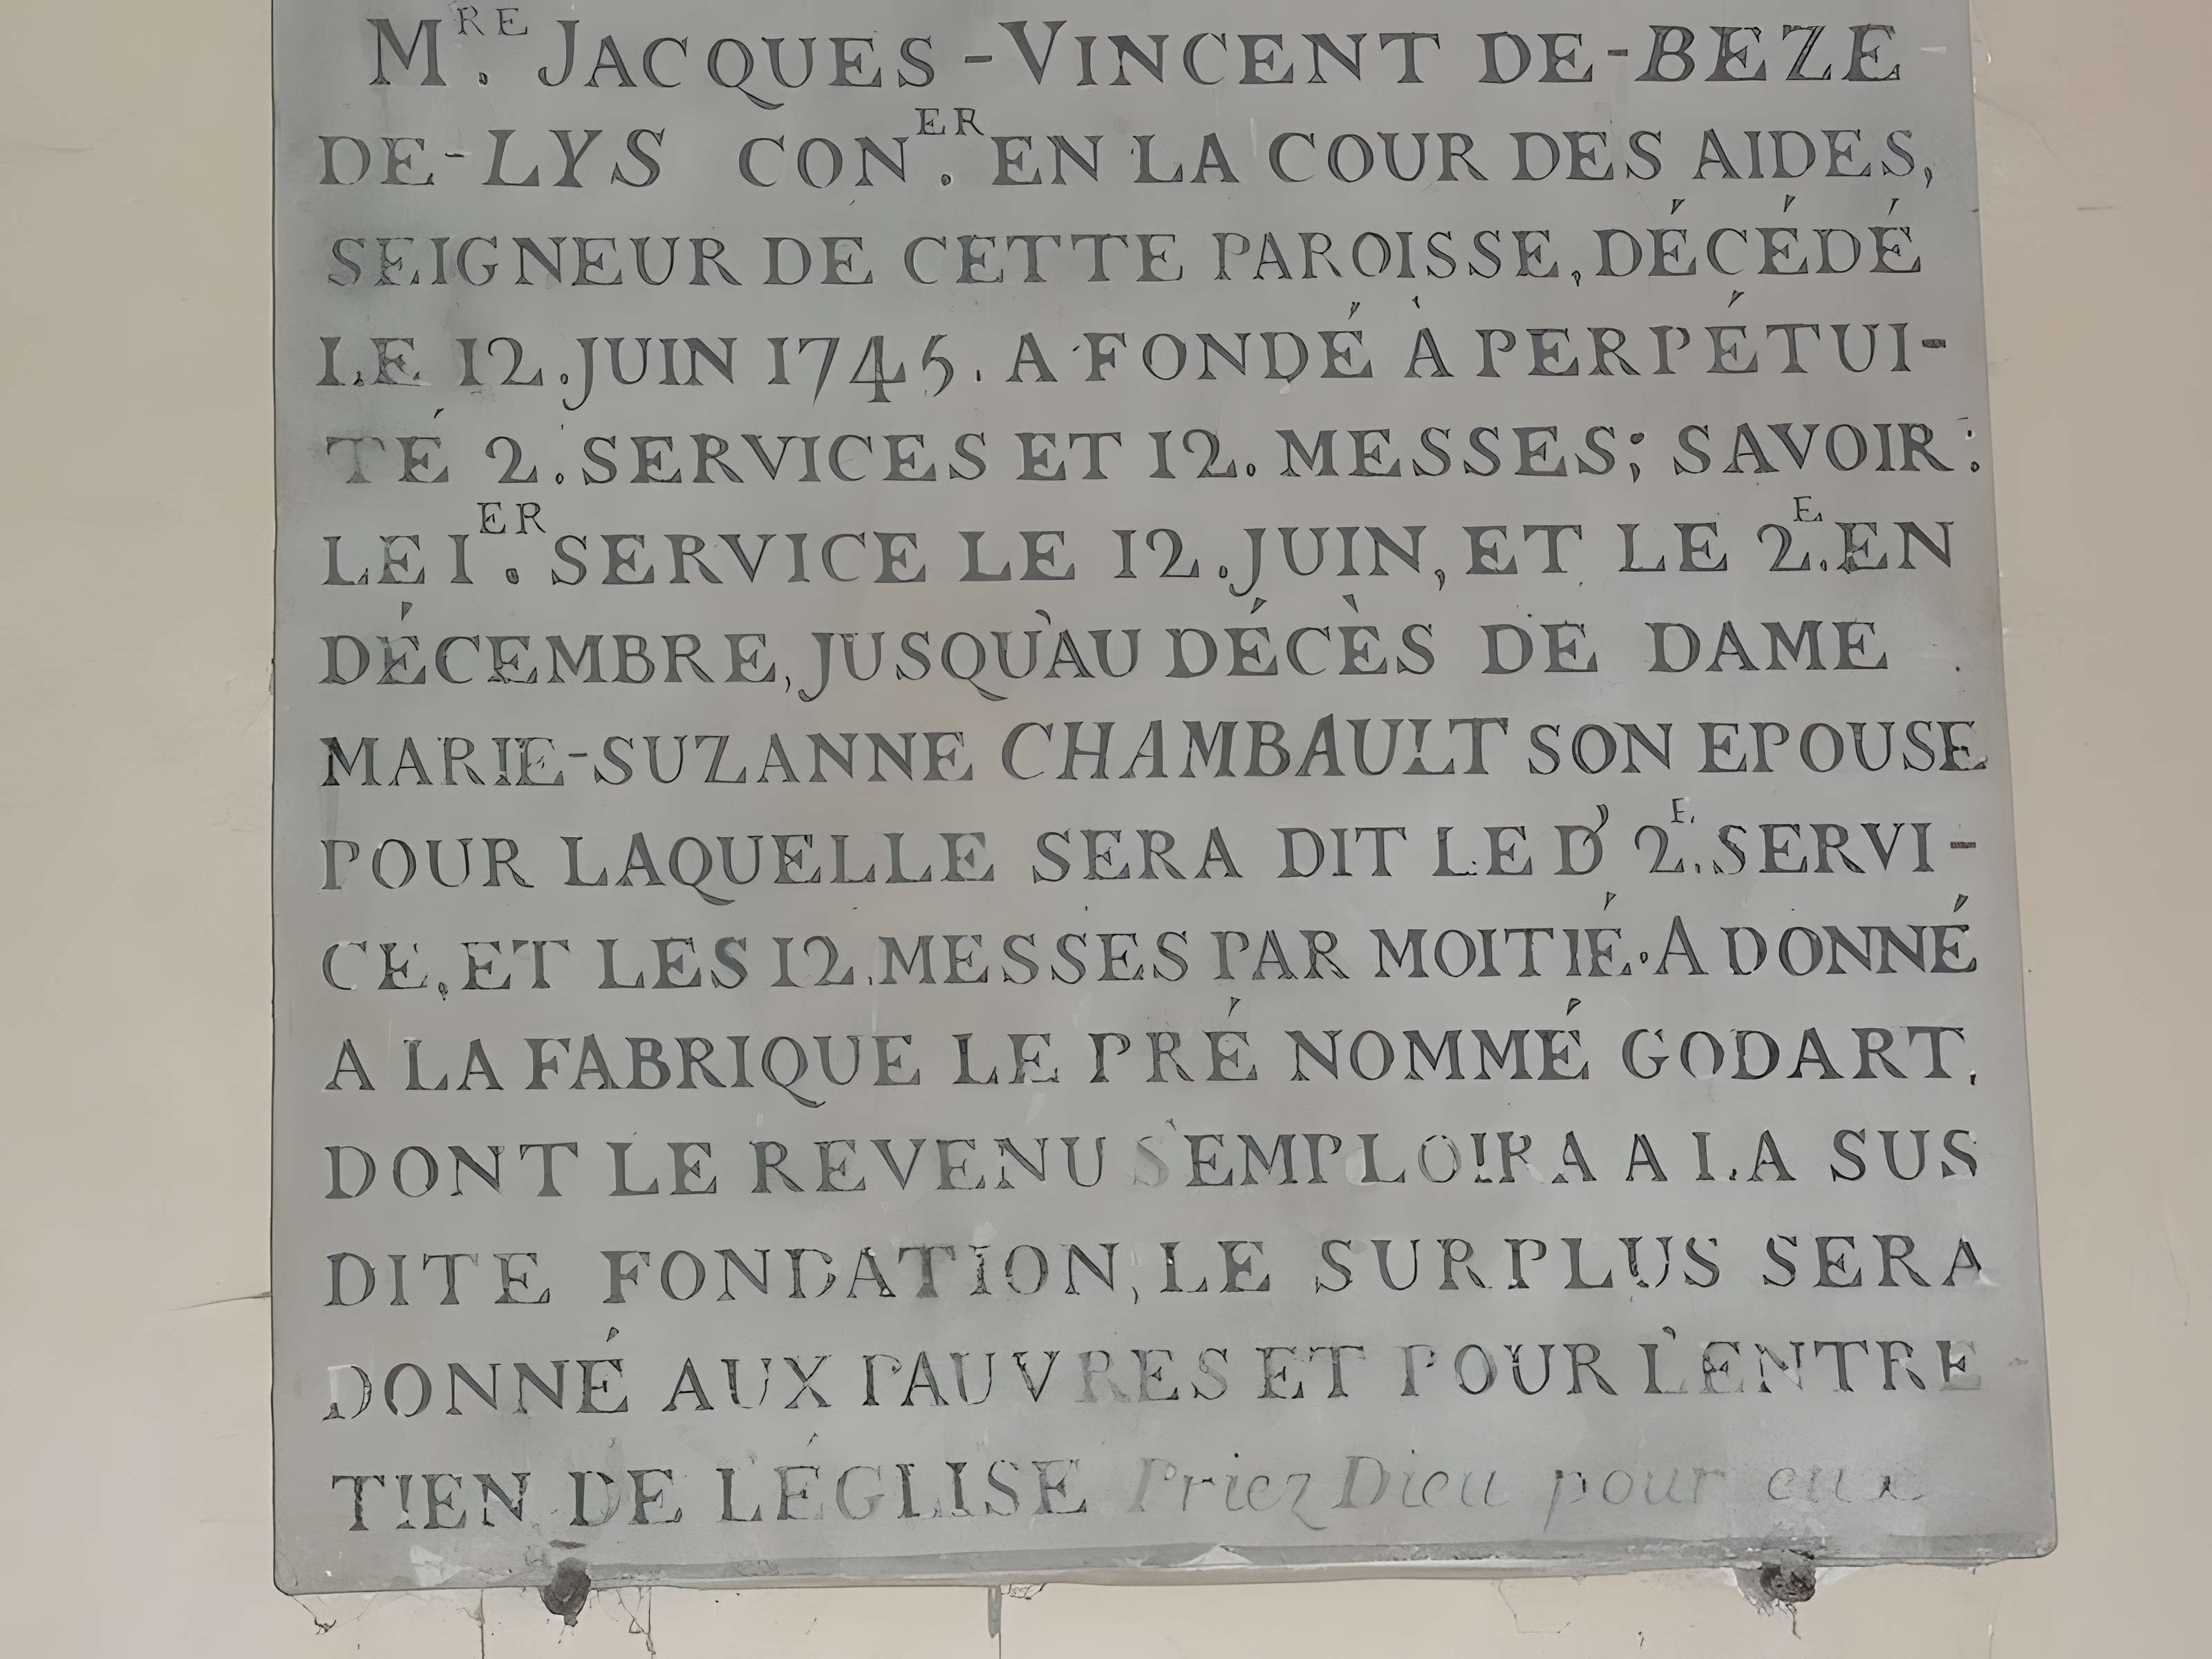 M.RE JACQUES-VINCENT DE-BEZE
DE-LYS CON.ER EN LA COUR DES AIDES,
SEIGNEUR DE CETTE PAROISSE, DÉCÉDÉ
LE 12. JUIN 1745. A FONDÉ À PERPÉTUI-
TÉ 2. SERVICES ET 12. MESSES; SAVOIR:
LE 1.ER SERVICE LE 12. JUIN, ET LE 2.E EN
DÉCEMBRE, JUSQU'AU DÉCÈS DE DAME
MARIE-SUZANNE CHAMBAULT SON EPOUSE
POUR LAQUELLE SERA DIT LE D' 2.E SERVI-
CE, ET LES 12. MESSES PAR MOITIÉ. A DONNÉ
A LA FABRIQUE LE PRÉ NOMMÉ GODART,
DONT LE REVENU S'EMPLOIRA A LA SUS
DITE FONDATION, LE SURPLUS SERA
DONNÉ AUX PAUVRES ET POUR L'ENTRE
TIEN DE L'ÉGLISE Priez Dieu pour eux